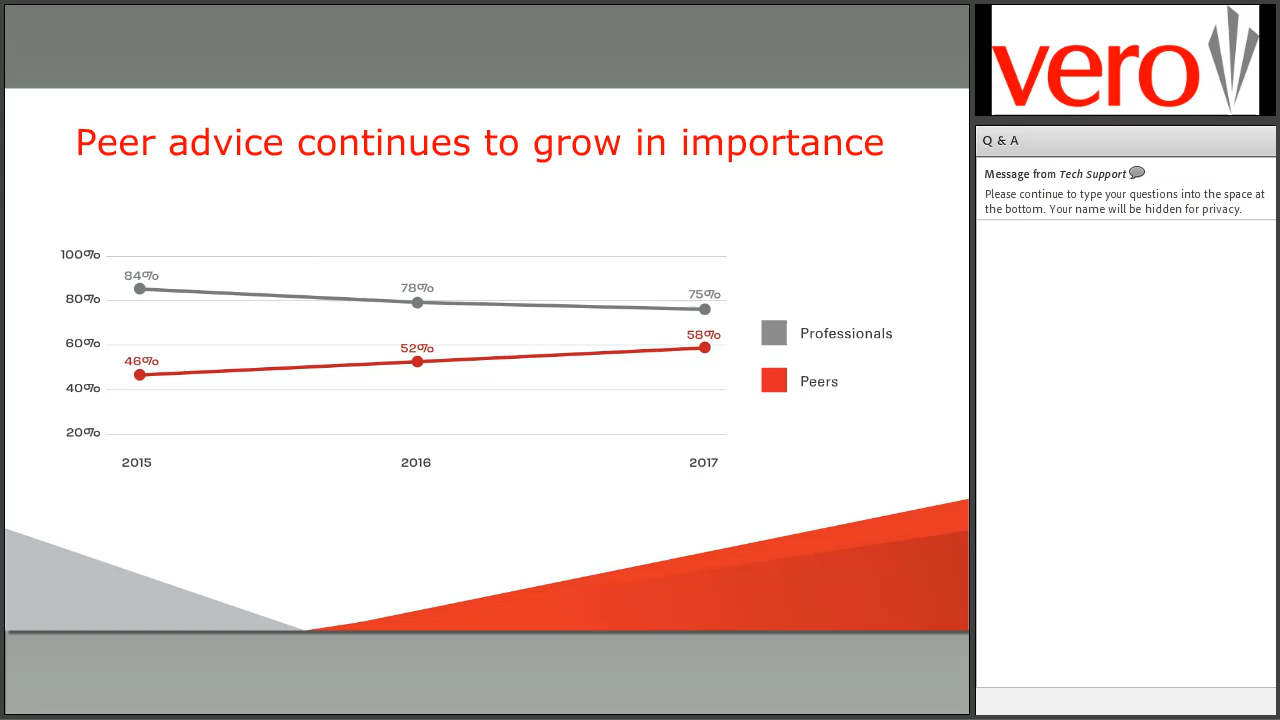 Peer advice continues to grow in importance
100%
80%
60%
40%
20%
84%
78%
75%
46%
52%
58%
2015
2016
2017
Professionals
Peers
vero
Q & A
Message from Tech Support
Please continue to type your questions into the space at
the bottom. Your name will be hidden for privacy.